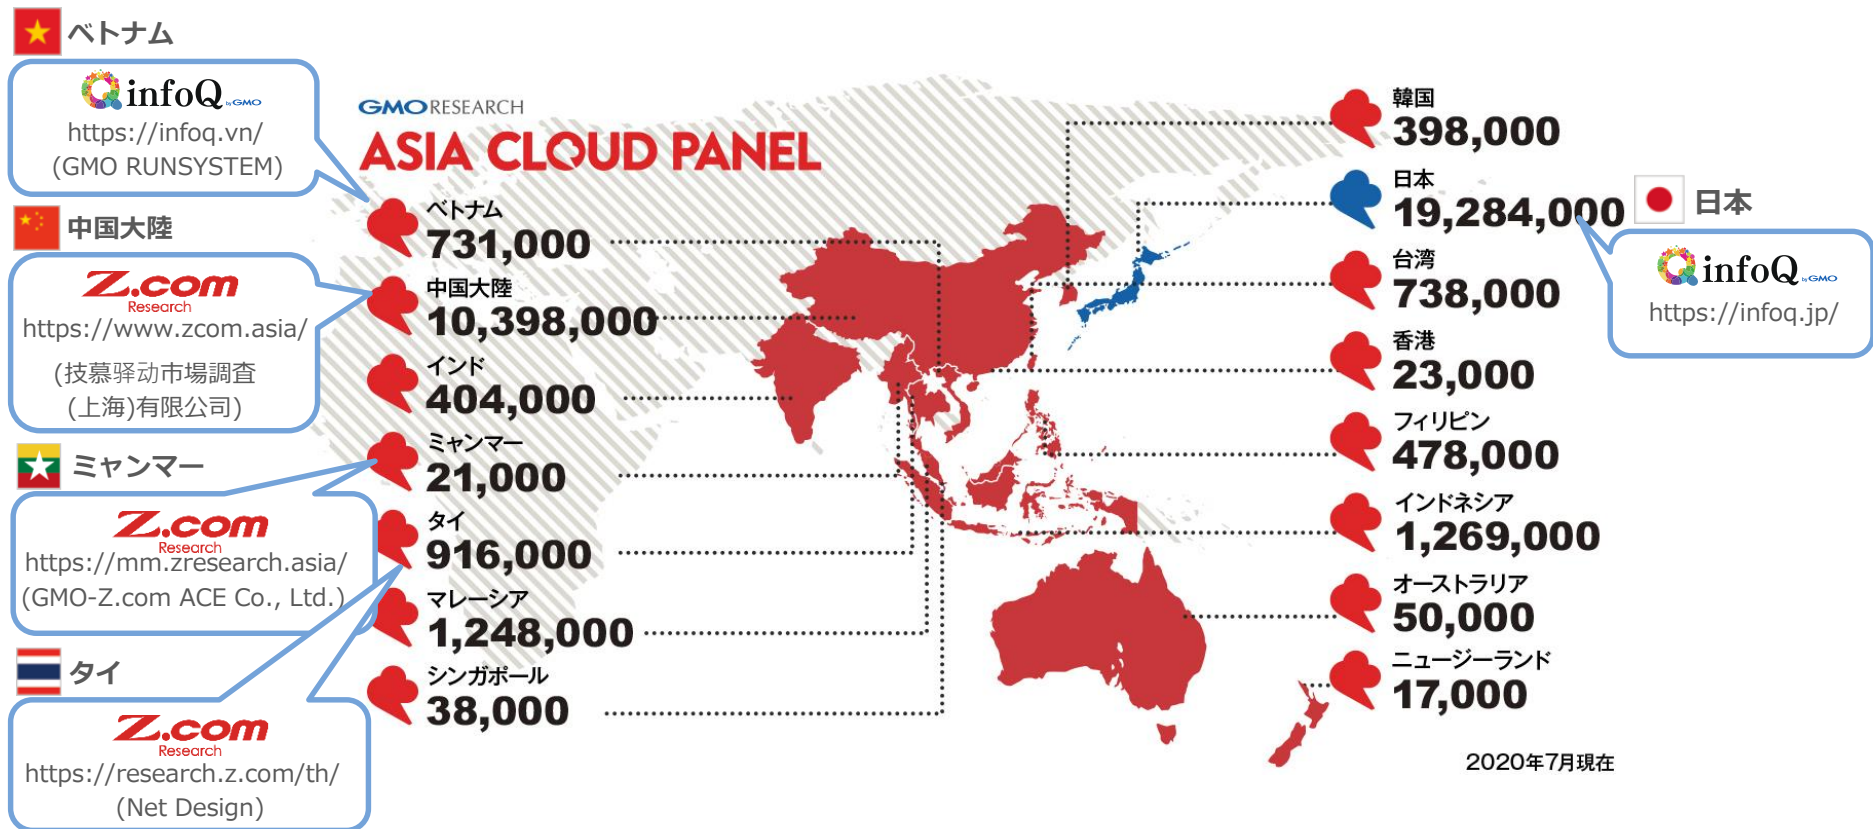 ベトナム
infoQ by GMO
https://infoq.vn/
(GMO RUNSYSTEM)
中国大陸
Z.com
Research
https://www.zcom.asia/
(技慕驿动市場調査
(上海)有限公司)
ミャンマー
Z.com
Research
https://mm.zresearch.asia/
(GMO-Z.com ACE Co., Ltd.)
タイ
Z.com
Research
https://research.z.com/th/
(Net Design)
GMO RESEARCH
ASIA CLOUD PANEL
ベトナム
731,000
中国大陸
10,398,000
インド
404,000
ミャンマー
21,000
タイ
916,000
マレーシア
1,248,000
シンガポール
38,000
韓国
398,000
日本
19,284,000
台湾
738,000
香港
23,000
フィリピン
478,000
インドネシア
1,269,000
オーストラリア
50,000
ニュージーランド
17,000
2020年7月現在
日本
infoQ by GMO
https://infoq.jp/